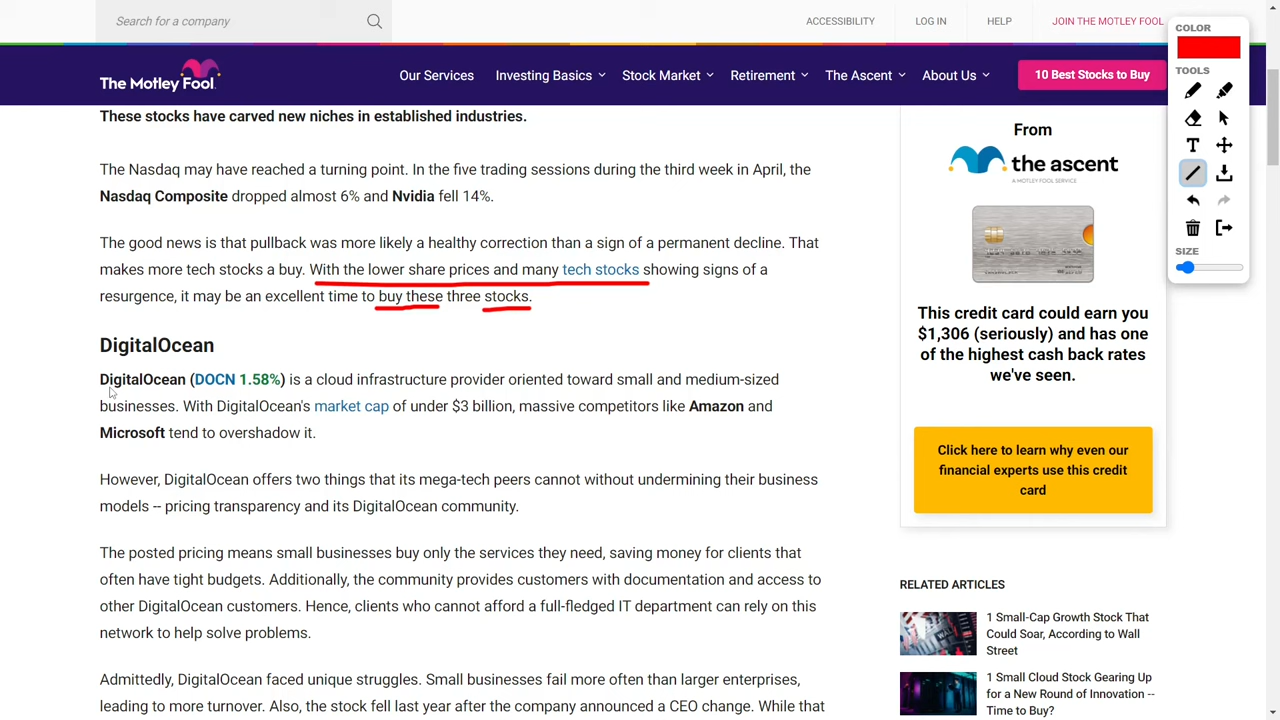 Search for a company
ACCESSIBILITY
LOG IN
HELP
JOIN THE MOTLEY FOOL
The Motley Fool
Our Services
Investing Basics
Stock Market
Retirement
The Ascent
About Us
10 Best Stocks to Buy
These stocks have carved new niches in established industries.
The Nasdaq may have reached a turning point. In the five trading sessions during the third week in April, the
Nasdaq Composite dropped almost 6% and Nvidia fell 14%.
The good news is that pullback was more likely a healthy correction than a sign of a permanent decline. That
makes more tech stocks a buy. With the lower share prices and many tech stocks showing signs of a
resurgence, it may be an excellent time to buy these three stocks.
DigitalOcean
DigitalOcean (DOCN 1.58%) is a cloud infrastructure provider oriented toward small and medium-sized
businesses. With DigitalOcean's market cap of under $3 billion, massive competitors like Amazon and
Microsoft tend to overshadow it.
However, DigitalOcean offers two things that its mega-tech peers cannot without undermining their business
models -- pricing transparency and its DigitalOcean community.
The posted pricing means small businesses buy only the services they need, saving money for clients that
often have tight budgets. Additionally, the community provides customers with documentation and access to
other DigitalOcean customers. Hence, clients who cannot afford a full-fledged IT department can rely on this
network to help solve problems.
Admittedly, DigitalOcean faced unique struggles. Small businesses fail more often than larger enterprises,
leading to more turnover. Also, the stock fell last year after the company announced a CEO change. While that
From
the ascent
A MOTLEY FOOL SERVICE
This credit card could earn you
$1,306 (seriously) and has one
of the highest cash back rates
we've seen.
Click here to learn why even our
financial experts use this credit
card
RELATED ARTICLES
1 Small-Cap Growth Stock That
Could Soar, According to Wall
Street
1 Small Cloud Stock Gearing Up
for a New Round of Innovation --
Time to Buy?
COLOR
TOOLS
T
SIZE